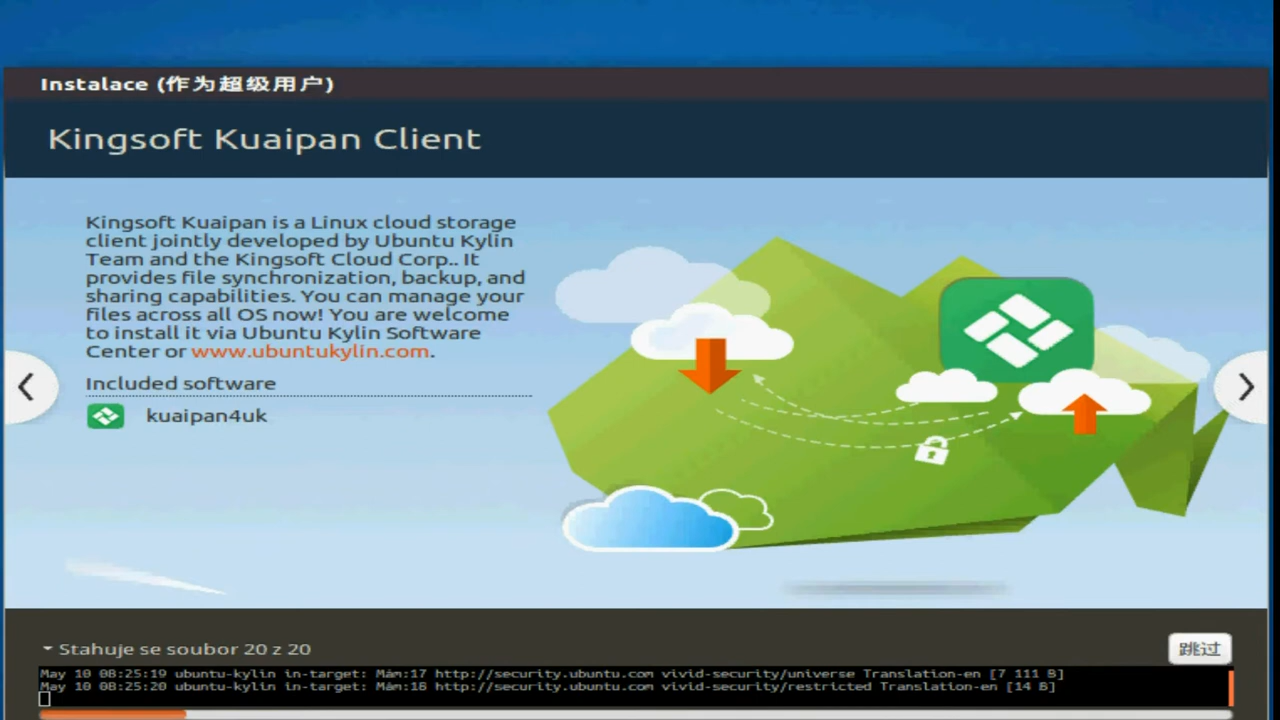 Instalace (作为超级用户)
Kingsoft Kuaipan Client
Kingsoft Kuaipan is a Linux cloud storage
client jointly developed by Ubuntu Kylin
Team and the Kingsoft Cloud Corp.. It
provides file synchronization, backup, and
sharing capabilities. You can manage your
files across all OS now! You are welcome
to install it via Ubuntu Kylin Software
Center or www.ubuntukylin.com.
Included software
kuaipan4uk
Stahuje se soubor 20 z 20
跳过
May 10 08:25:19 ubuntu-kylin in-target: Mám:17 http://security.ubuntu.com vivid-security/universe Translation-en [7 111 B]
May 10 08:25:20 ubuntu-kylin in-target: Mám:18 http://security.ubuntu.com vivid-security/restricted Translation-en [14 B]